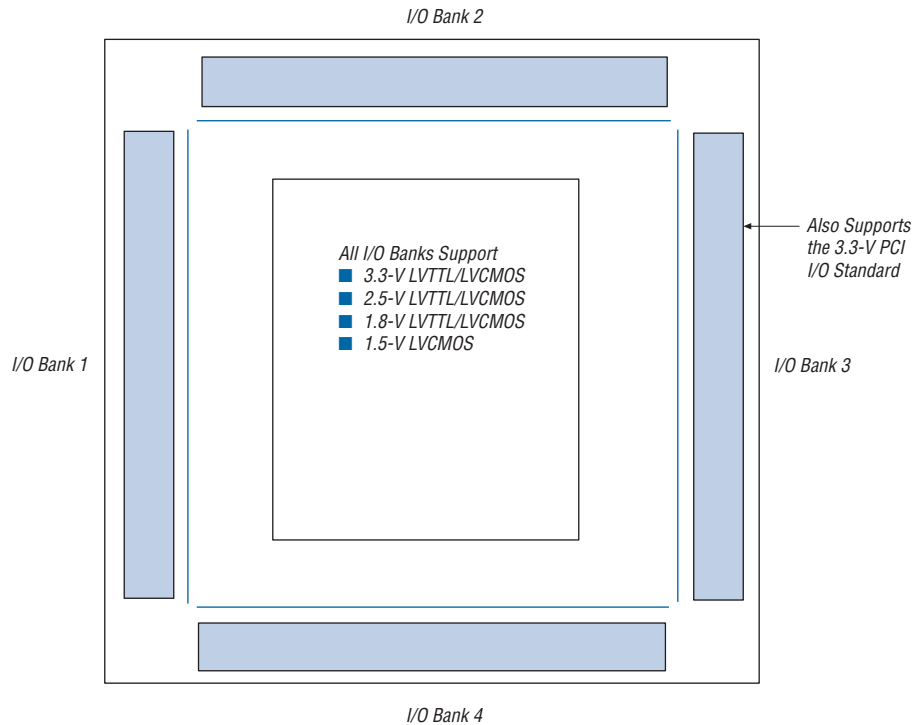 I/O Bank 2
Also Supports
the 3.3-V PCI
I/O Standard
All I/O Banks Support
■ 3.3-V LVTTL/LVCMOS
■ 2.5-V LVTTL/LVCMOS
■ 1.8-V LVTTL/LVCMOS
■ 1.5-V LVCMOS
I/O Bank 1
I/O Bank 3
I/O Bank 4